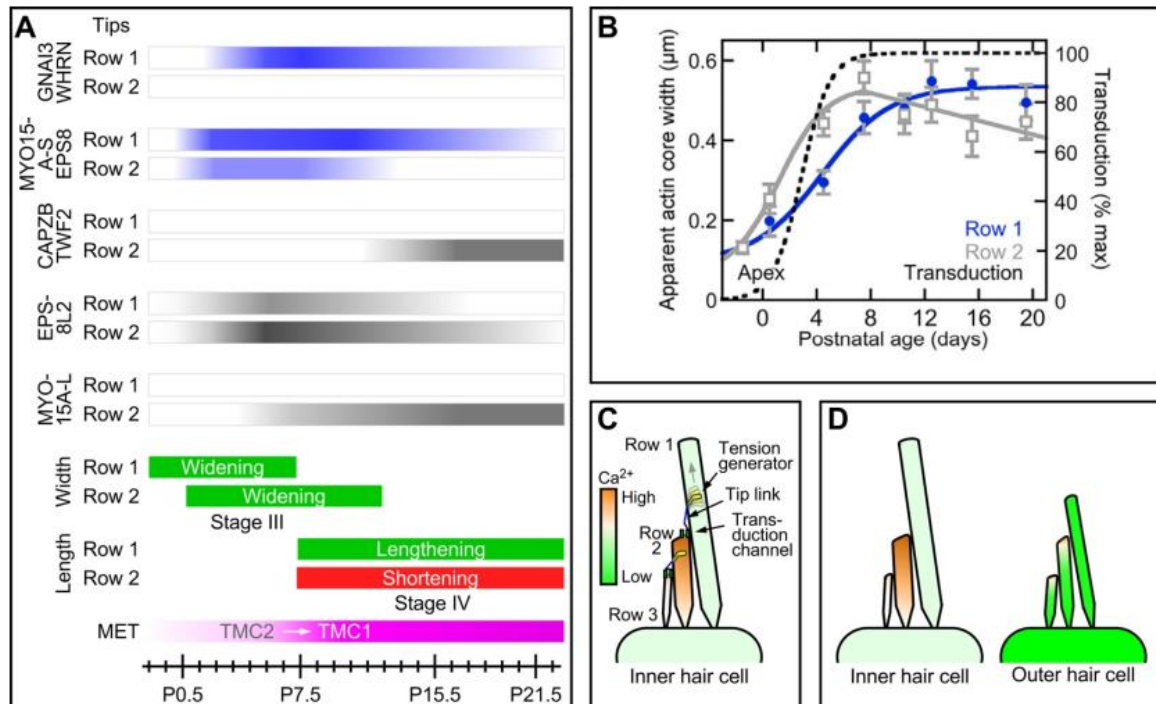 A
Tips
GNAI3
WHRN
Row 1
Row 2
MYO15-
A-S
EPS8
Row 1
Row 2
CAPZB
TWF2
Row 1
Row 2
EPS-
8L2
Row 1
Row 2
MYO-
15A-L
Row 1
Row 2
Width
Row 1
Widening
Row 2
Widening
Stage III
Length
Row 1
Lengthening
Row 2
Shortening
Stage IV
MET
TMC2 → TMC1
P0.5 P7.5 P15.5 P21.5
B
Apparent actin core width (μm)
0.6
0.4
0.2
0
Transduction (% max)
100
80
60
40
20
0
Row 1
Row 2
Apex
Transduction
0 4 8 12 16 20
Postnatal age (days)
C
Row 1
Tension
generator
Ca2+
High
Tip link
Row
2
Trans-
duction
channel
Low
Row 3
Inner hair cell
D
Inner hair cell
Outer hair cell